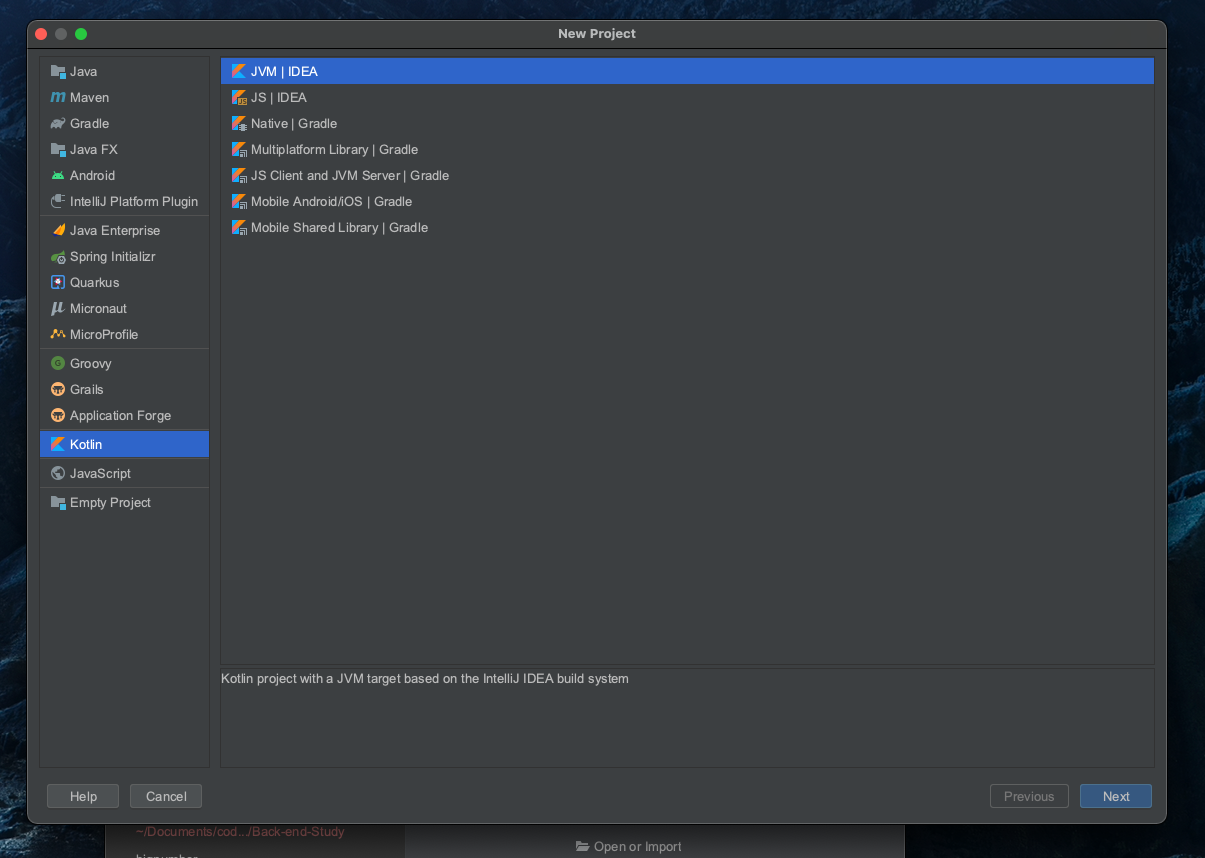 New Project
Java
Maven
Gradle
Java FX
Android
IntelliJ Platform Plugin
Java Enterprise
Spring Initializr
Quarkus
Micronaut
MicroProfile
Groovy
Grails
Application Forge
Kotlin
JavaScript
Empty Project
JVM | IDEA
JS | IDEA
Native | Gradle
Multiplatform Library | Gradle
JS Client and JVM Server | Gradle
Mobile Android/iOS | Gradle
Mobile Shared Library | Gradle
Kotlin project with a JVM target based on the IntelliJ IDEA build system
Help
Cancel
Previous
Next
~/Documents/cod.../Back-end-Study
Open or Import